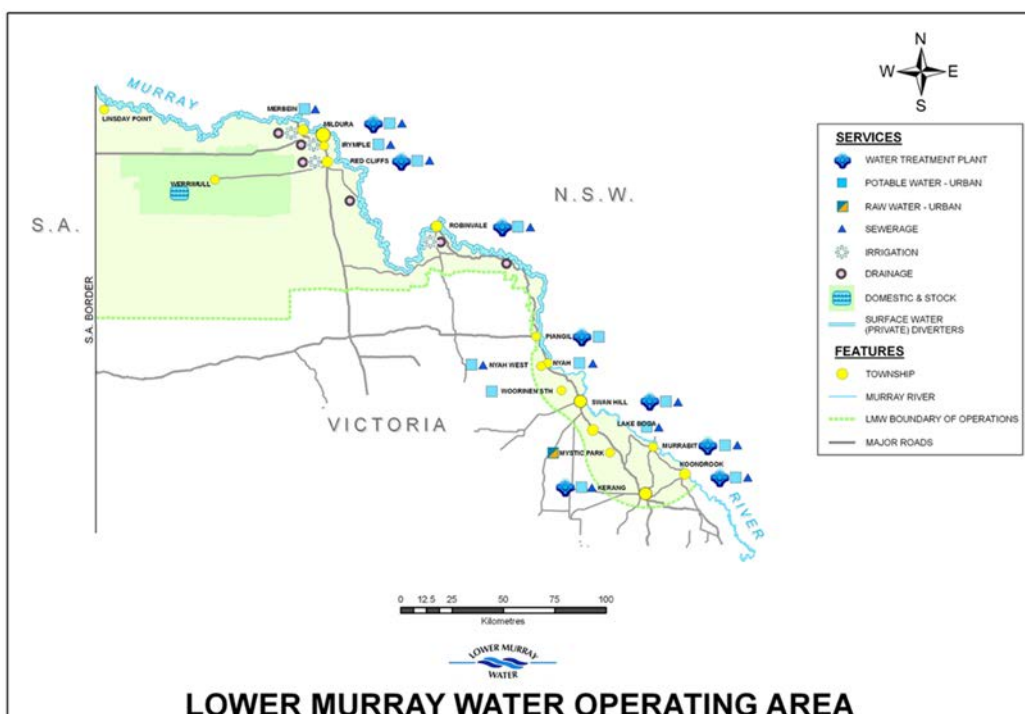 N
W E
S
MURRAY
LINSDAY POINT
MERBEIN
MILDURA
IRYMPLE
RED CLIFFS
WERRIMULL
S.A.
N.S.W.
ROBINVALE
S.A. BORDER
PIANGIL
NYAH WEST
NYAH
WOORINEN STH
SWAN HILL
VICTORIA
LAKE BOGA
MURRABIT
MYSTIC PARK
KOONDROOK
KERANG
RIVER
SERVICES
WATER TREATMENT PLANT
POTABLE WATER - URBAN
RAW WATER - URBAN
SEWERAGE
IRRIGATION
DRAINAGE
DOMESTIC & STOCK
SURFACE WATER
(PRIVATE) DIVERTERS
FEATURES
TOWNSHIP
MURRAY RIVER
LMW BOUNDARY OF OPERATIONS
MAJOR ROADS
0 12.5 25 50 75 100
Kilometres
LOWER MURRAY
WATER
LOWER MURRAY WATER OPERATING AREA